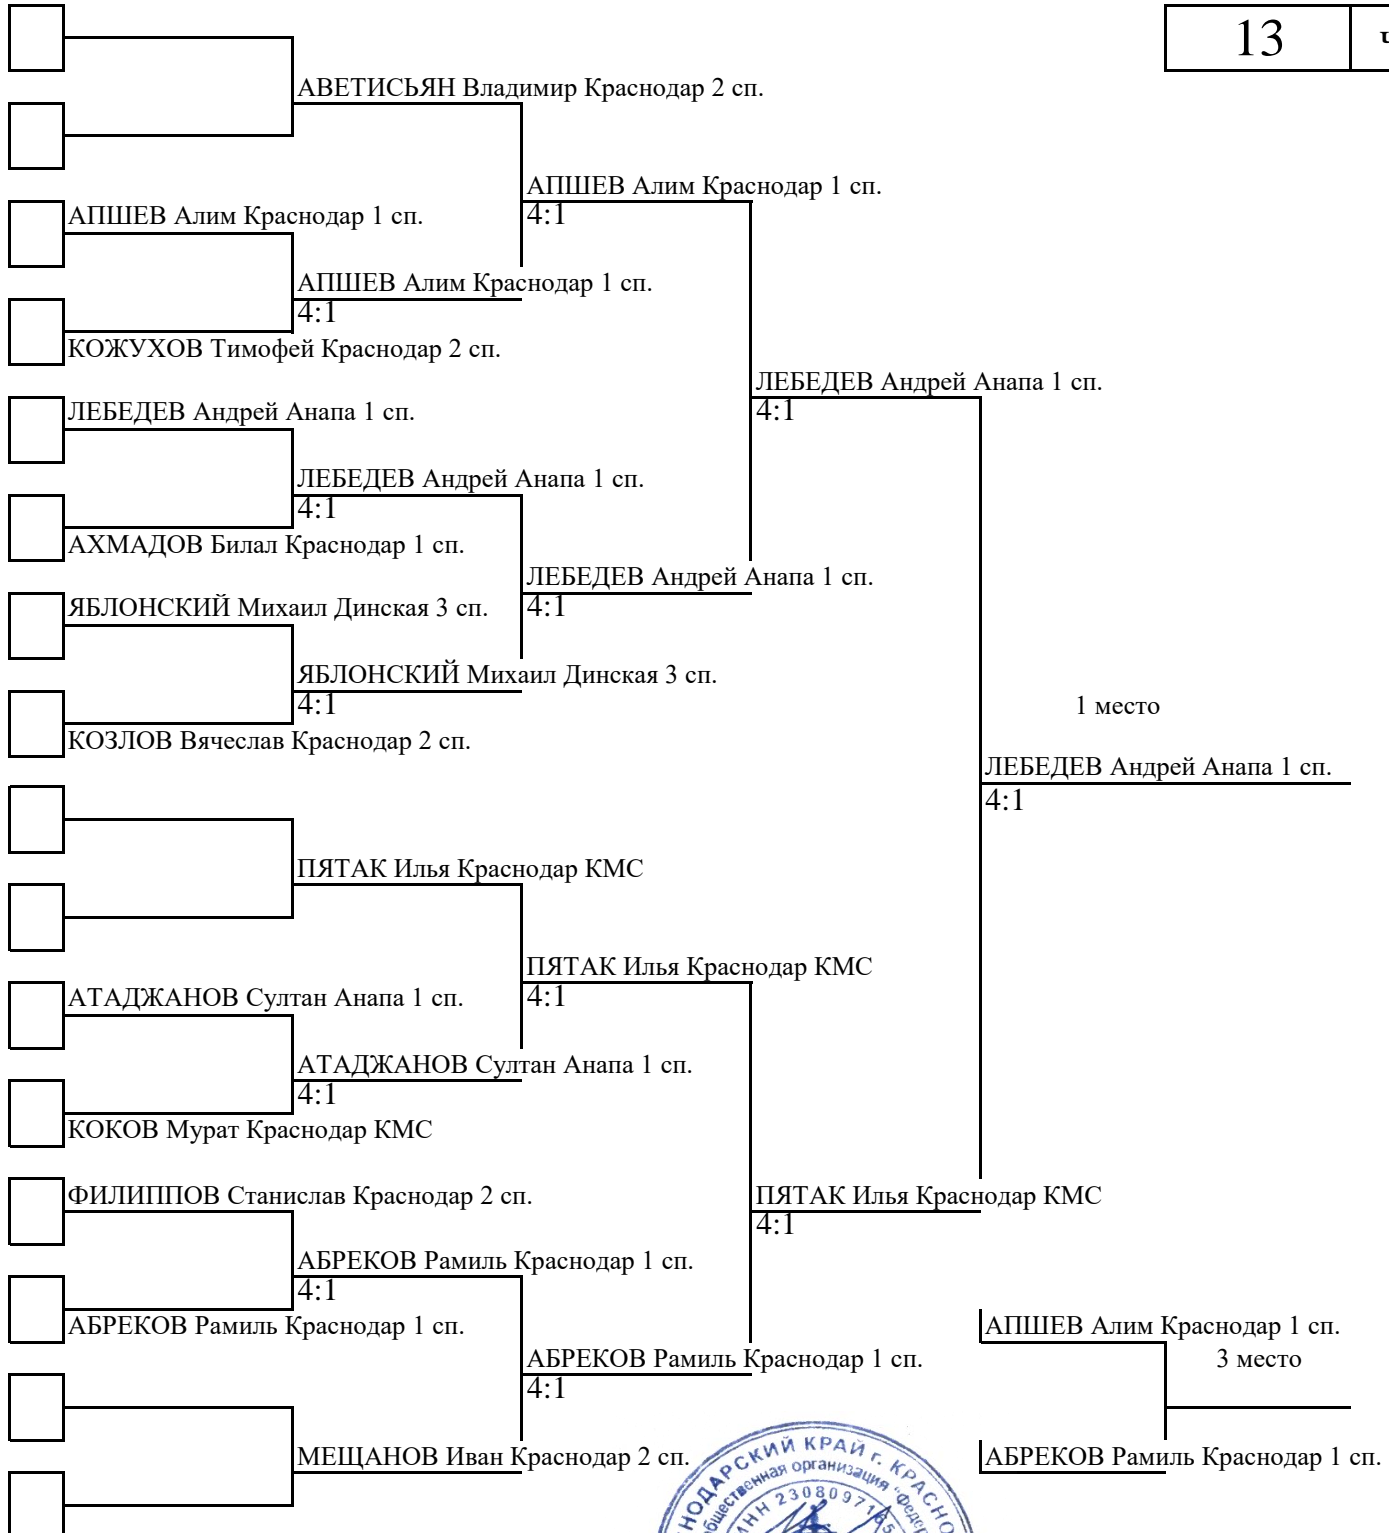 13
АВЕТИСЬЯН Владимир Краснодар 2 сп.
АПШЕВ Алим Краснодар 1 сп.
4:1
АПШЕВ Алим Краснодар 1 сп.
АПШЕВ Алим Краснодар 1 сп.
4:1
КОЖУХОВ Тимофей Краснодар 2 сп.
ЛЕБЕДЕВ Андрей Анапа 1 сп.
4:1
ЛЕБЕДЕВ Андрей Анапа 1 сп.
ЛЕБЕДЕВ Андрей Анапа 1 сп.
4:1
АХМАДОВ Билал Краснодар 1 сп.
ЛЕБЕДЕВ Андрей Анапа 1 сп.
4:1
ЯБЛОНСКИЙ Михаил Динская 3 сп.
ЯБЛОНСКИЙ Михаил Динская 3 сп.
4:1
КОЗЛОВ Вячеслав Краснодар 2 сп.
1 место
ЛЕБЕДЕВ Андрей Анапа 1 сп.
4:1
ПЯТАК Илья Краснодар КМС
ПЯТАК Илья Краснодар КМС
4:1
АТАДЖАНОВ Султан Анапа 1 сп.
АТАДЖАНОВ Султан Анапа 1 сп.
4:1
КОКОВ Мурат Краснодар КМС
ФИЛИППОВ Станислав Краснодар 2 сп.
ПЯТАК Илья Краснодар КМС
4:1
АБРЕКОВ Рамиль Краснодар 1 сп.
4:1
АБРЕКОВ Рамиль Краснодар 1 сп.
АПШЕВ Алим Краснодар 1 сп.
3 место
АБРЕКОВ Рамиль Краснодар 1 сп.
4:1
МЕЩАНОВ Иван Краснодар 2 сп.
АБРЕКОВ Рамиль Краснодар 1 сп.
КРАЙ г.
организация
ИНН